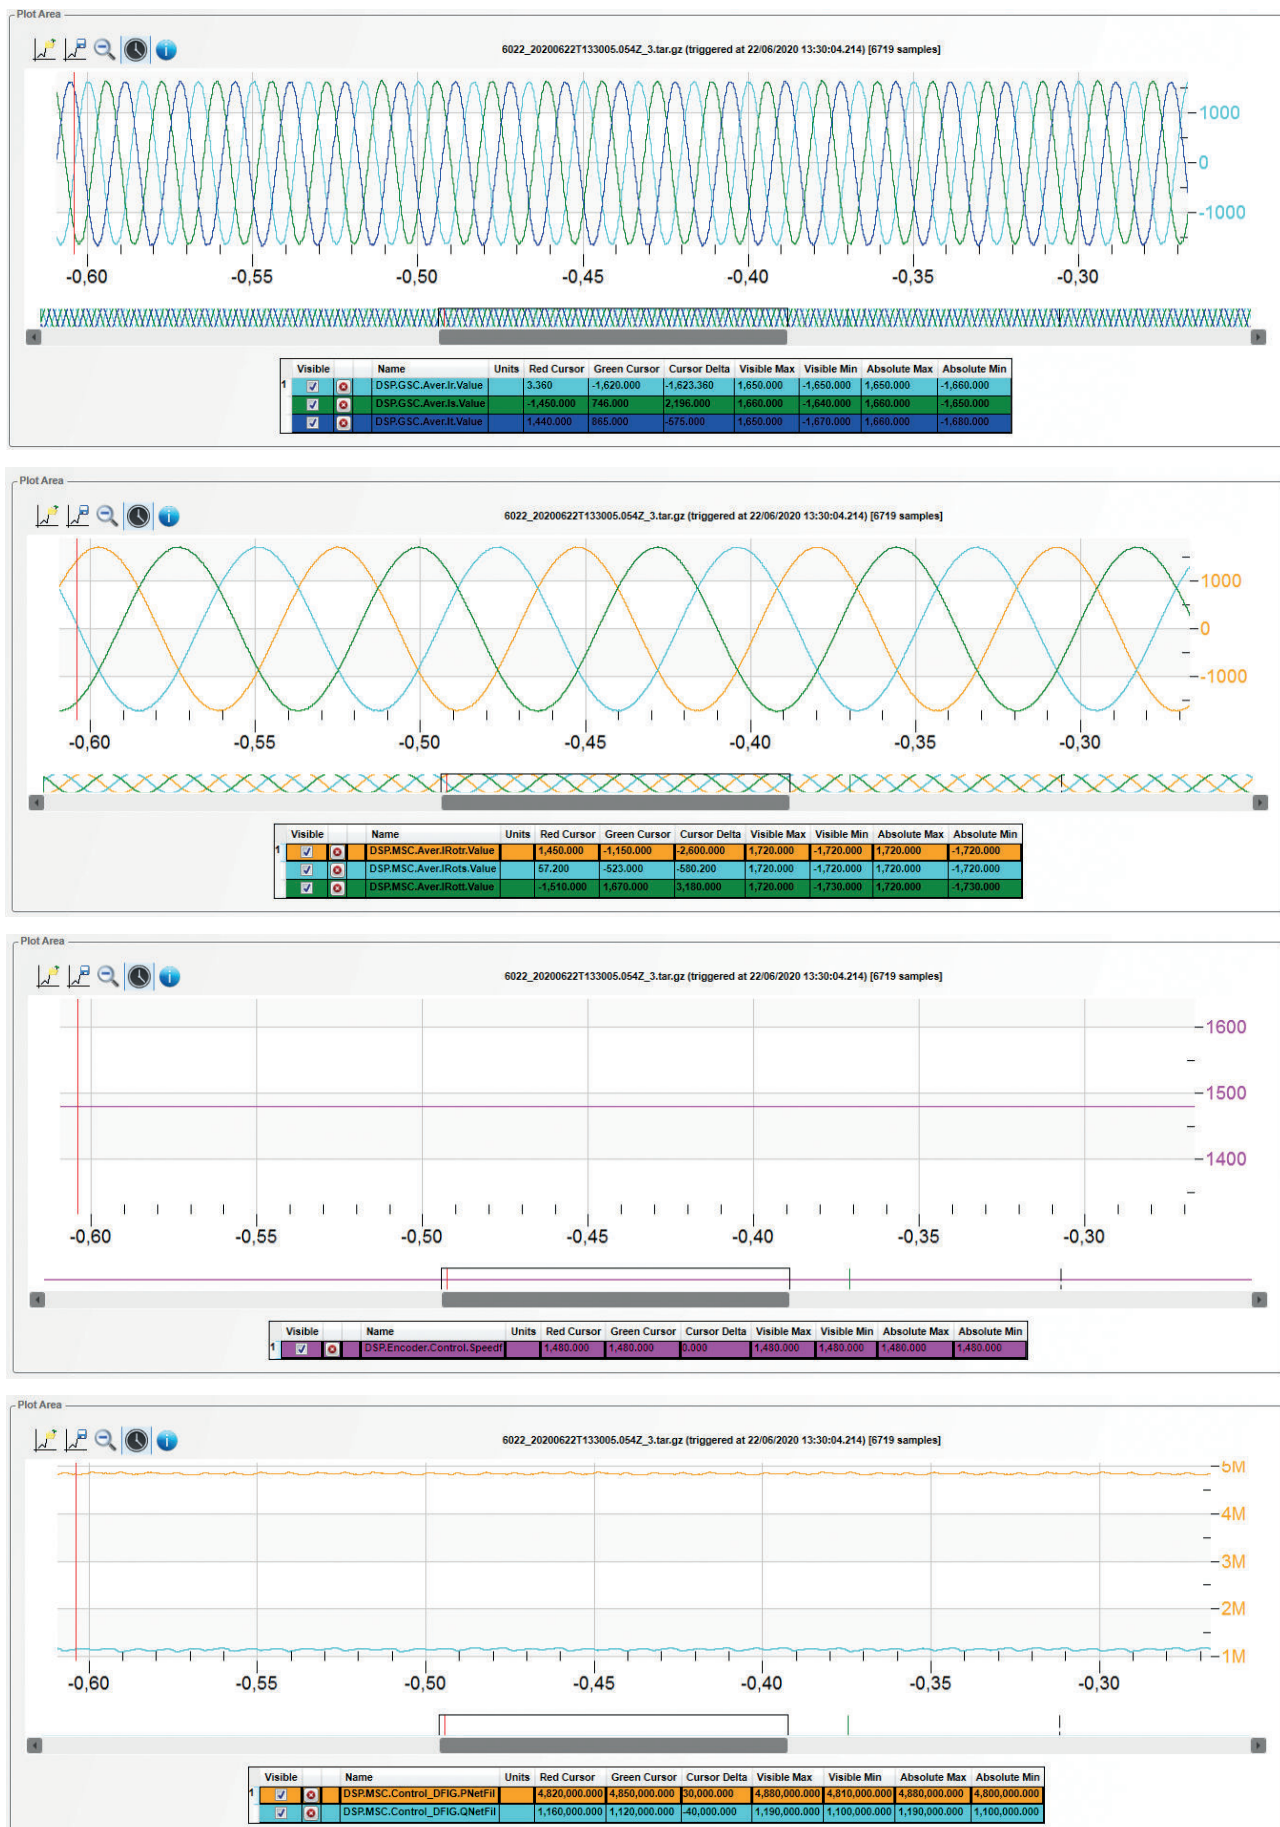 Plot Area
6022_20200622T133005.054Z_3.tar.gz (triggered at 22/06/2020 13:30:04.214) [6719 samples]
1000
0
-1000
-0,60 -0,55 -0,50 -0,45 -0,40 -0,35 -0,30
Visible Name Units Red Cursor Green Cursor Cursor Delta Visible Max Visible Min Absolute Max Absolute Min
1 DSP.GSC.Aver.Ir.Value 3.360 -1,620.000 -1,623.360 1,650.000 -1,650.000 1,650.000 -1,660.000
DSP.GSC.Aver.Is.Value -1,450.000 746.000 2,196.000 1,660.000 -1,640.000 1,660.000 -1,650.000
DSP.GSC.Aver.It.Value 1,440.000 865.000 -575.000 1,650.000 -1,670.000 1,660.000 -1,680.000
Plot Area
6022_20200622T133005.054Z_3.tar.gz (triggered at 22/06/2020 13:30:04.214) [6719 samples]
1000
0
-1000
-0,60 -0,55 -0,50 -0,45 -0,40 -0,35 -0,30
Visible Name Units Red Cursor Green Cursor Cursor Delta Visible Max Visible Min Absolute Max Absolute Min
1 DSP.MSC.Aver.IRotr.Value 1,450.000 -1,150.000 -2,600.000 1,720.000 -1,720.000 1,720.000 -1,720.000
DSP.MSC.Aver.IRots.Value 57.200 -523.000 -580.200 1,720.000 -1,720.000 1,720.000 -1,720.000
DSP.MSC.Aver.IRott.Value -1,510.000 1,670.000 3,180.000 1,720.000 -1,730.000 1,720.000 -1,730.000
Plot Area
6022_20200622T133005.054Z_3.tar.gz (triggered at 22/06/2020 13:30:04.214) [6719 samples]
1600
1500
1400
-0,60 -0,55 -0,50 -0,45 -0,40 -0,35 -0,30
Visible Name Units Red Cursor Green Cursor Cursor Delta Visible Max Visible Min Absolute Max Absolute Min
1 DSP.Encoder.Control.Speedf 1,480.000 1,480.000 0.000 1,480.000 1,480.000 1,480.000 1,480.000
Plot Area
6022_20200622T133005.054Z_3.tar.gz (triggered at 22/06/2020 13:30:04.214) [6719 samples]
5M
4M
3M
2M
1M
-0,60 -0,55 -0,50 -0,45 -0,40 -0,35 -0,30
Visible Name Units Red Cursor Green Cursor Cursor Delta Visible Max Visible Min Absolute Max Absolute Min
1 DSP.MSC.Control_DFIG.PNetFil 4,820,000.000 4,850,000.000 30,000.000 4,880,000.000 4,810,000.000 4,880,000.000 4,800,000.000
DSP.MSC.Control_DFIG.QNetFil 1,160,000.000 1,120,000.000 -40,000.000 1,190,000.000 1,100,000.000 1,190,000.000 1,100,000.000